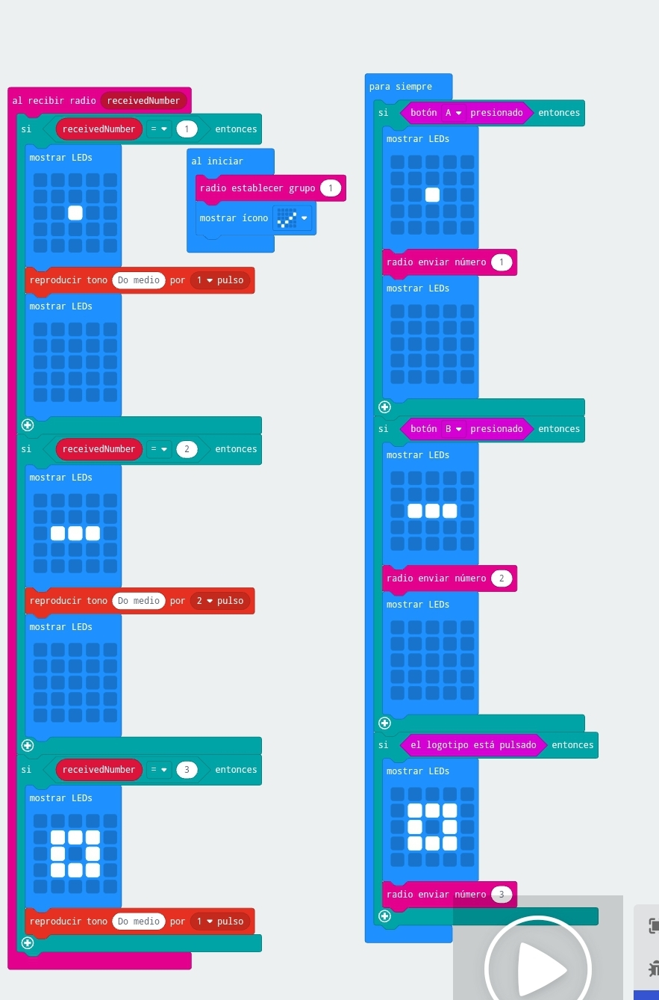 al recibir radio receivedNumber
si receivedNumber = 1 entonces
mostrar LEDs
reproducir tono Do medio por 1 pulso
mostrar LEDs
si receivedNumber = 2 entonces
mostrar LEDs
reproducir tono Do medio por 2 pulso
mostrar LEDs
si receivedNumber = 3 entonces
mostrar LEDs
reproducir tono Do medio por 1 pulso
al iniciar
radio establecer grupo 1
mostrar ícono
para siempre
si botón A presionado entonces
mostrar LEDs
radio enviar número 1
mostrar LEDs
si botón B presionado entonces
mostrar LEDs
radio enviar número 2
mostrar LEDs
si el logotipo está pulsado entonces
mostrar LEDs
radio enviar número 3